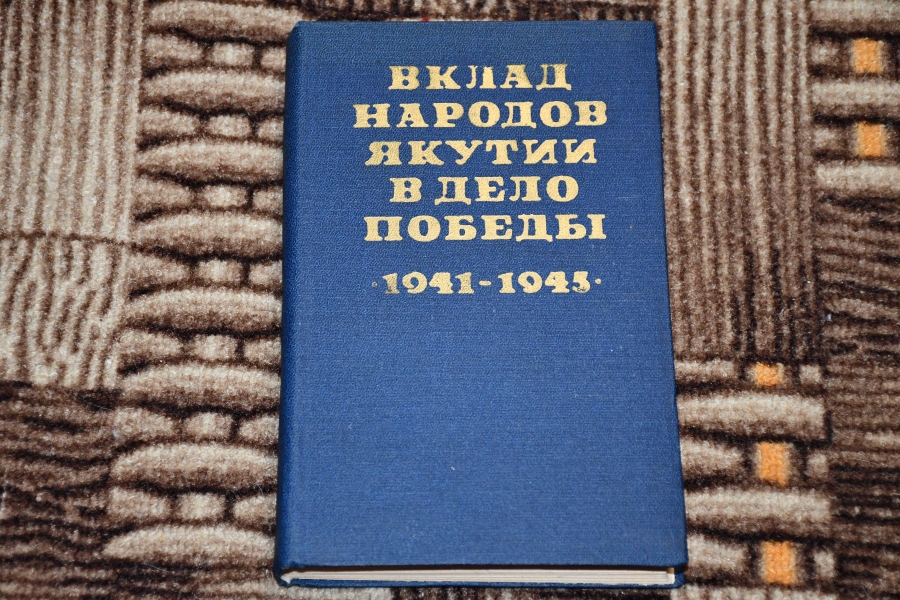 ВКЛАД
НАРОДОВ
ЯКУТИИ
В ДЕЛО
ПОБЕДЫ
·1941-1945·